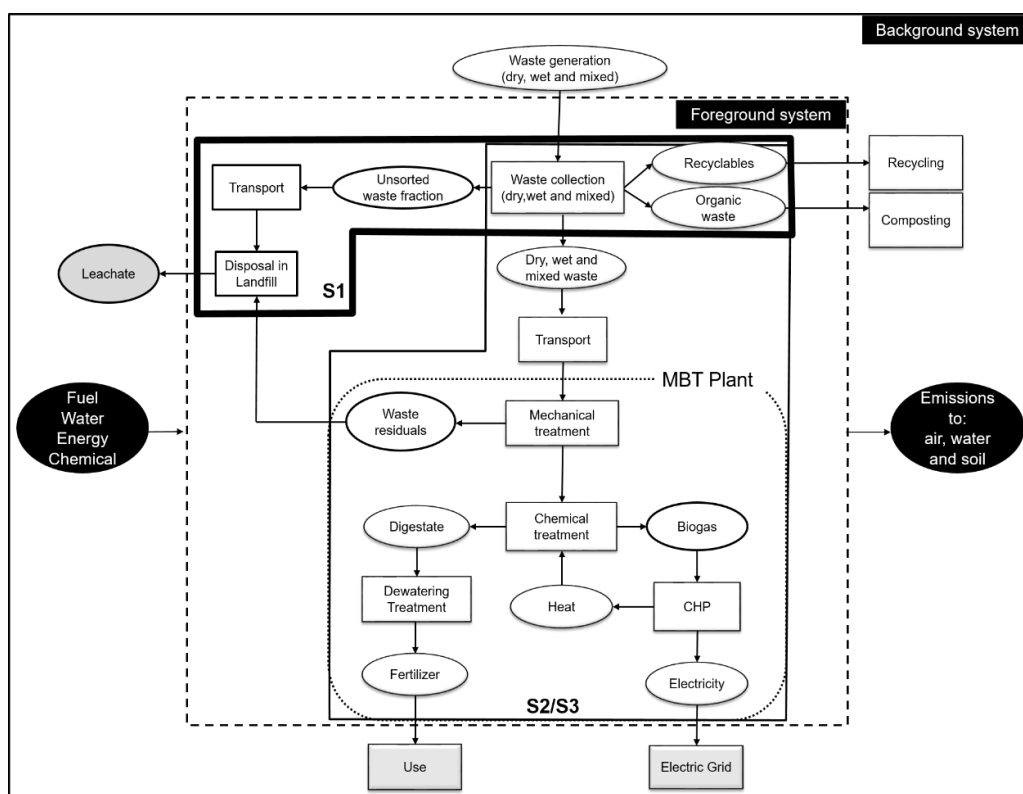 Background system
Waste generation
(dry, wet and mixed)
Foreground system
Waste collection
(dry,wet and mixed)
Recyclables
Recycling
Organic
waste
Composting
Unsorted
waste fraction
Transport
Disposal in
Landfill
S1
Leachate
Dry, wet and
mixed waste
Transport
MBT Plant
Fuel
Water
Energy
Chemical
Emissions
to:
air, water
and soil
Waste
residuals
Mechanical
treatment
Digestate
Chemical
treatment
Biogas
Dewatering
Treatment
Heat
CHP
Fertilizer
Electricity
S2/S3
Use
Electric Grid